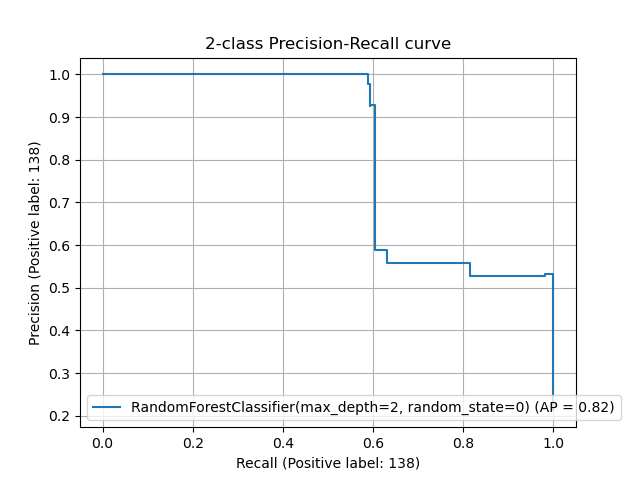 2-class Precision-Recall curve
1.0
0.9
0.8
0.7
0.6
0.5
0.4
0.3
0.2
Precision (Positive label: 138)
RandomForestClassifier(max_depth=2, random_state=0) (AP = 0.82)
0.0 0.2 0.4 0.6 0.8 1.0
Recall (Positive label: 138)